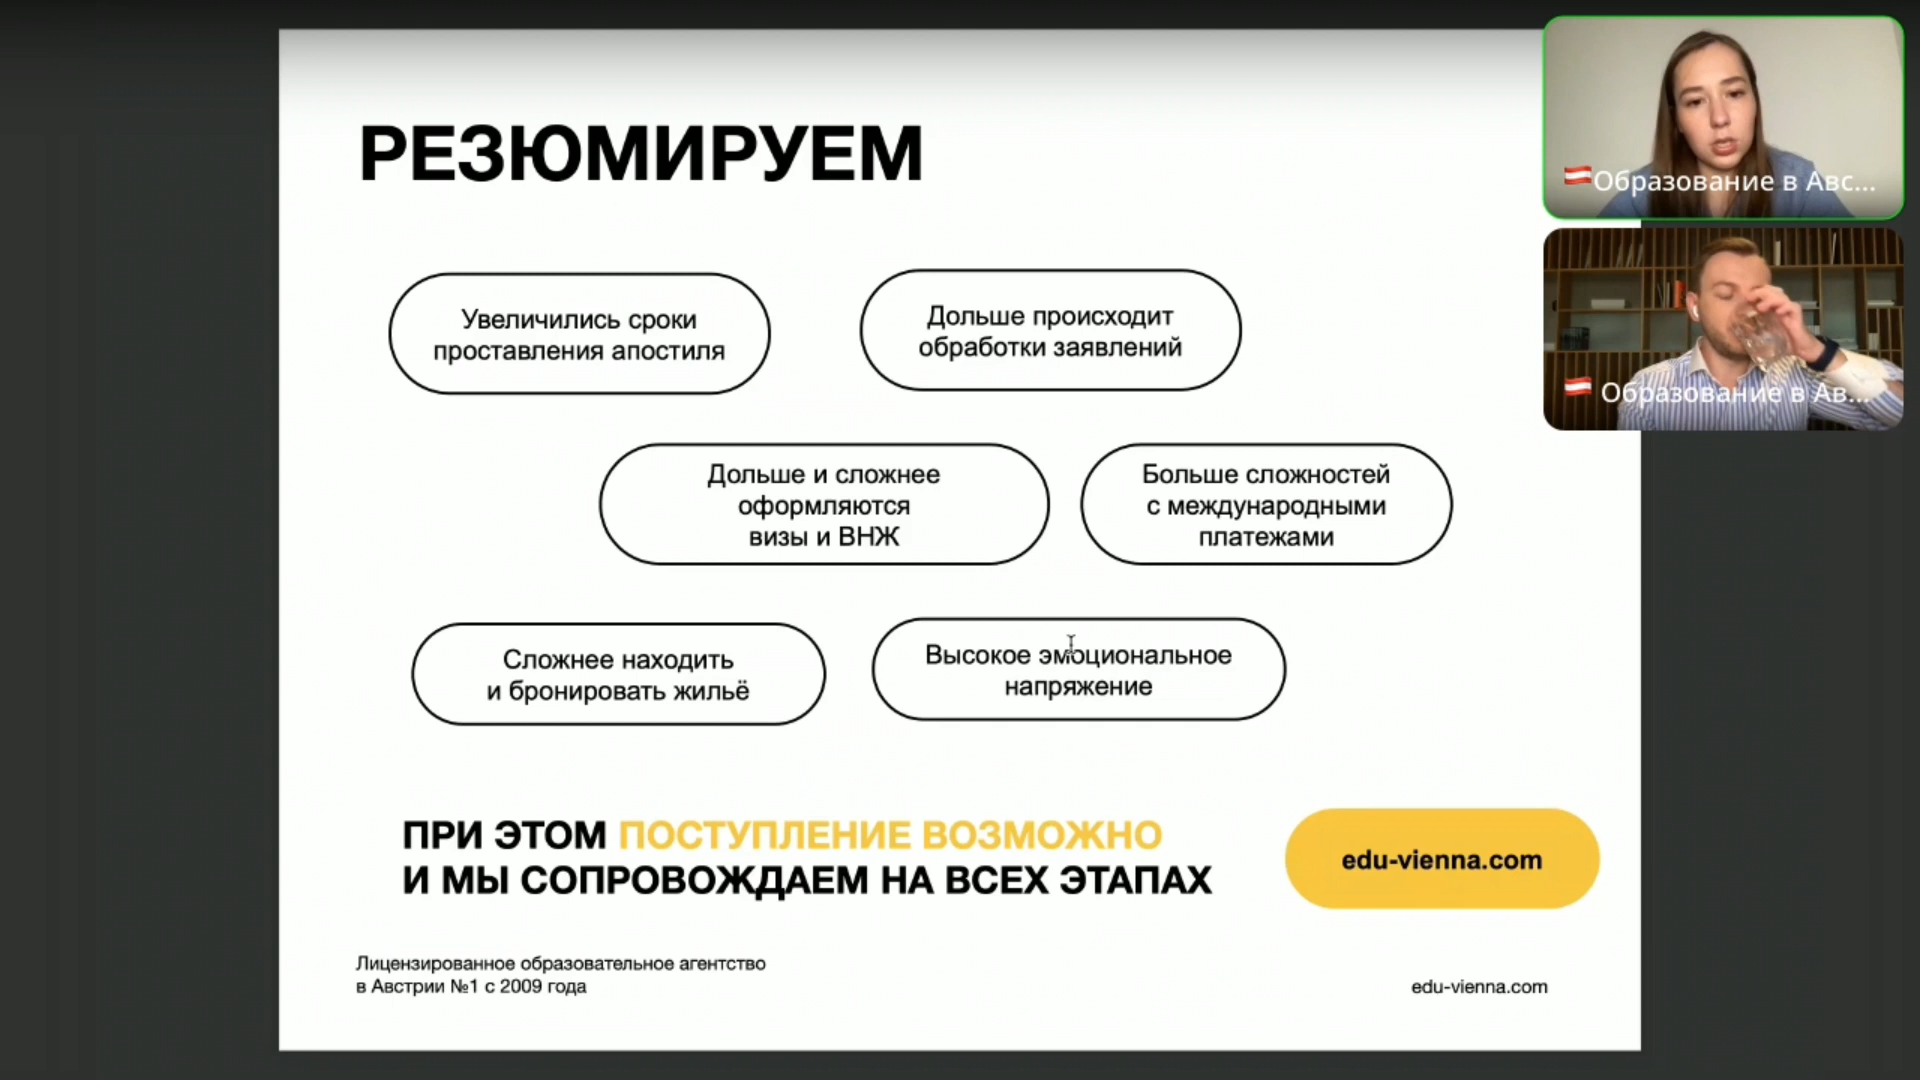 РЕЗЮМИРУЕМ
Увеличились сроки
проставления апостиля
Дольше происходит
обработки заявлений
Дольше и сложнее
оформляются
визы и ВНЖ
Больше сложностей
с международными
платежами
Сложнее находить
и бронировать жильё
Высокое эмоциональное
напряжение
ПРИ ЭТОМ ПОСТУПЛЕНИЕ ВОЗМОЖНО
И МЫ СОПРОВОЖДАЕМ НА ВСЕХ ЭТАПАХ
edu-vienna.com
Лицензированное образовательное агентство
в Австрии №1 с 2009 года
edu-vienna.com
Образование в Авс...
Образование в Ав...